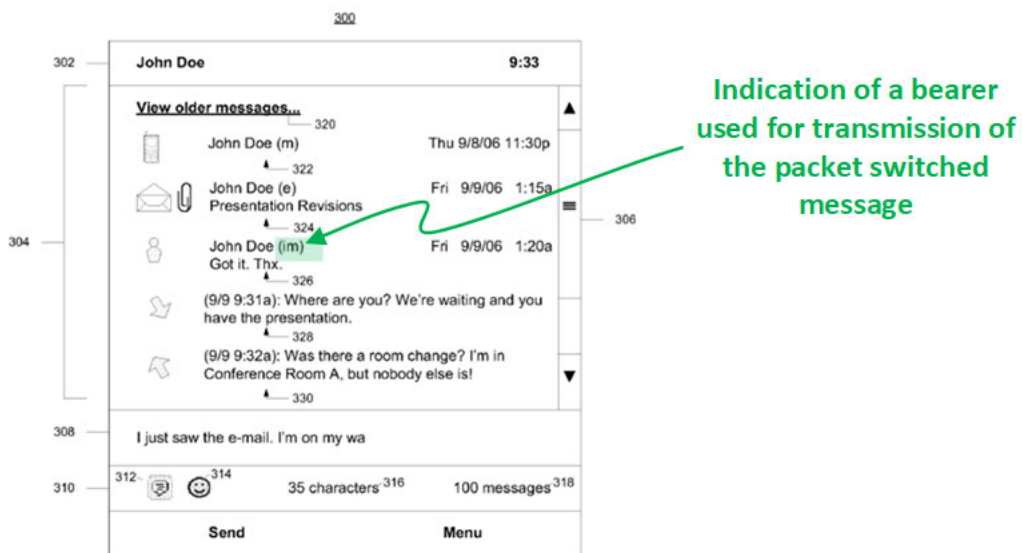 300
302
John Doe 9:33
Indication of a bearer
used for transmission of
the packet switched
message
View older messages...
320
John Doe (m) Thu 9/8/06 11:30p
322
John Doe (e) Fri 9/9/06 1:15a
Presentation Revisions
324
306
304
John Doe (im) Fri 9/9/06 1:20a
Got it. Thx.
326
(9/9 9:31a): Where are you? We're waiting and you
have the presentation.
328
(9/9 9:32a): Was there a room change? I'm in
Conference Room A, but nobody else is!
330
308
I just saw the e-mail. I'm on my wa
310
312 314 35 characters 316 100 messages 318
Send Menu